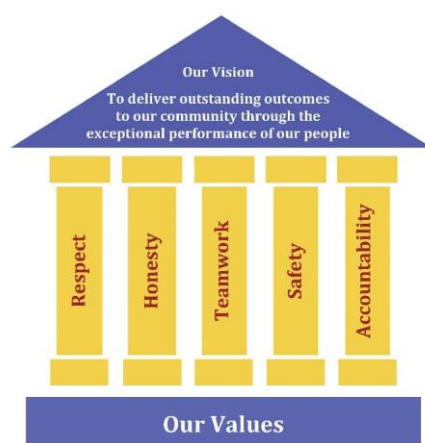 Our Vision
To deliver outstanding outcomes
to our community through the
exceptional performance of our people
Respect
Honesty
Teamwork
Safety
Accountability
Our Values